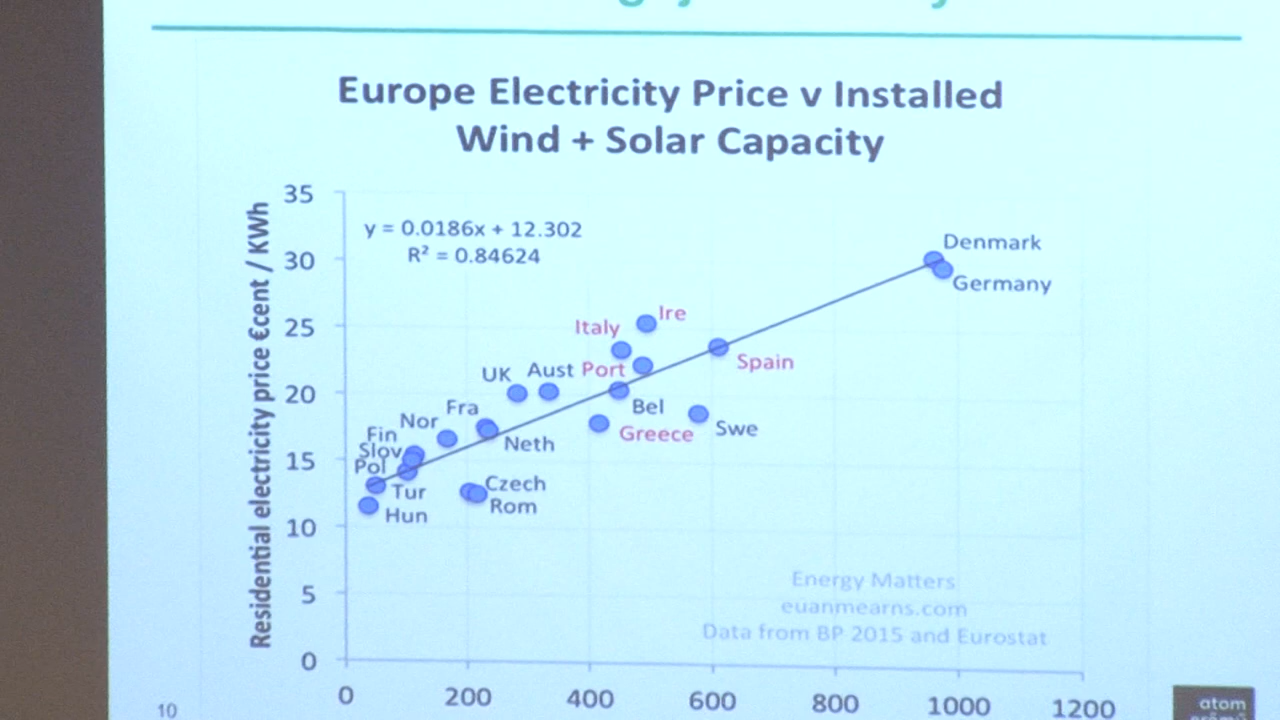 Europe Electricity Price v Installed
Wind + Solar Capacity
Residential electricity price €cent / KWh
35
30
25
20
15
10
5
0
y = 0.0186x + 12.302
R² = 0.84624
Denmark
Germany
Ire
Italy
Spain
Port
Aust
UK
Bel
Greece
Swe
Fra
Nor
Neth
Fin
Slov
Pol
Tur
Hun
Czech
Rom
Energy Matters
euanmearns.com
Data from BP 2015 and Eurostat
0 200 400 600 800 1000 1200
10
atom